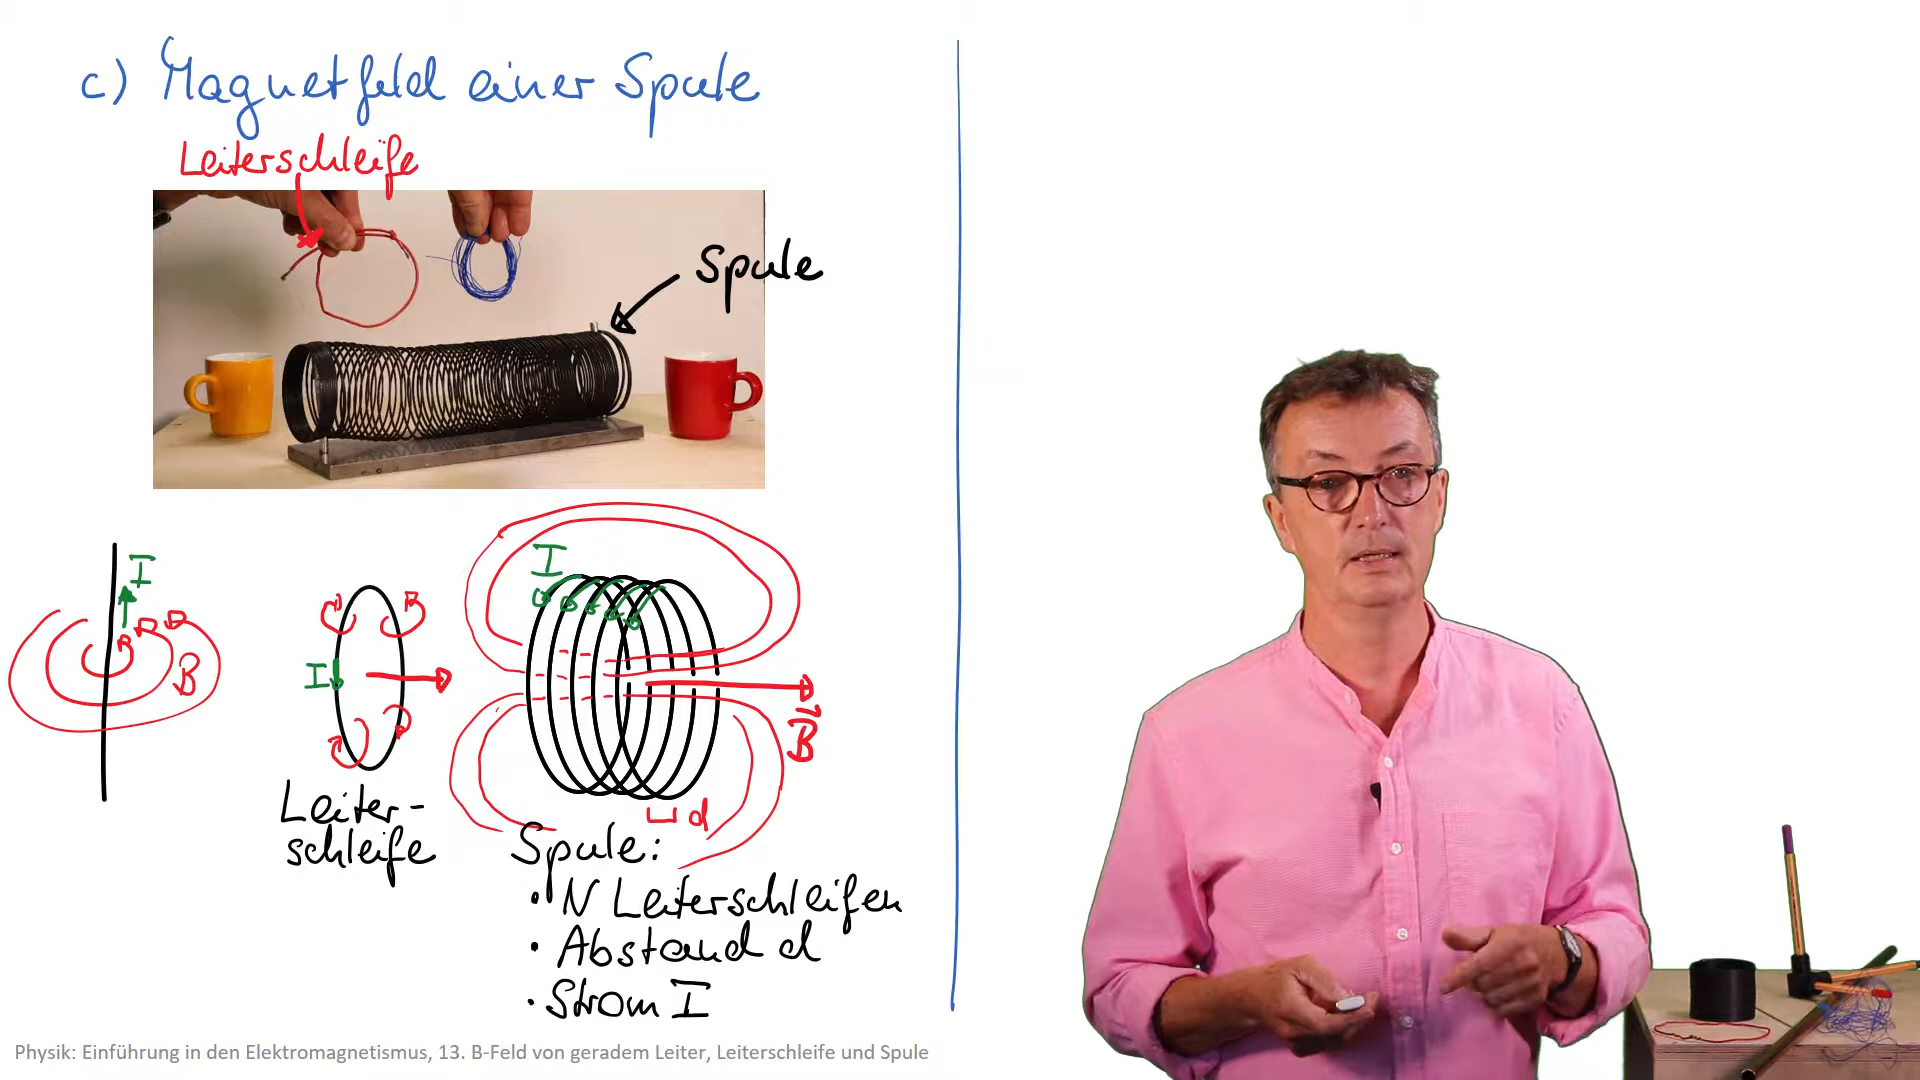 c) Magnetfeld einer Spule
Leiterschleife
Spule
I
B
I
Leiter-
schleife
I
B
d
Spule:
• N Leiterschleifen
• Abstand d
• Strom I
Physik: Einführung in den Elektromagnetismus, 13. B-Feld von geradem Leiter, Leiterschleife und Spule